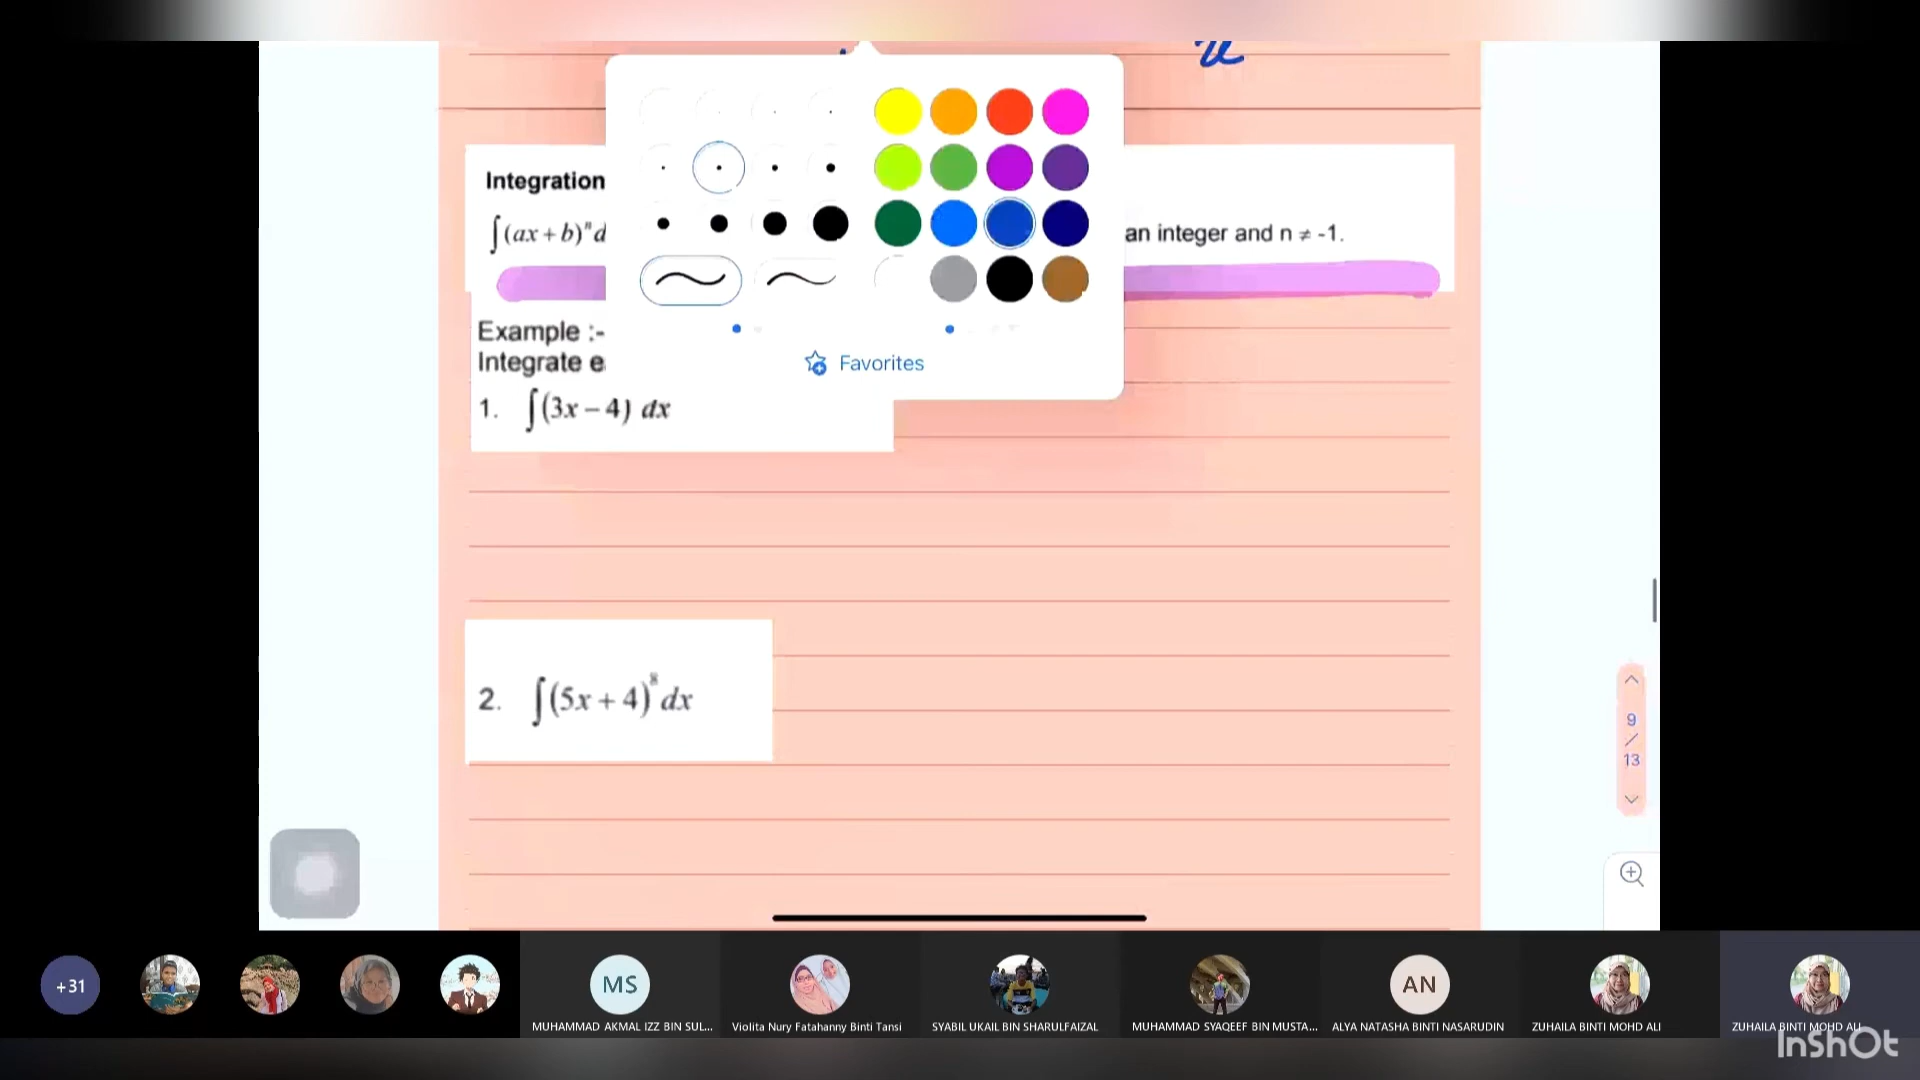 x
Integration
∫(ax + b)ⁿd
an integer and n ≠ -1.
Example :-
Integrate e
Favorites
1. ∫(3x – 4) dx
2. ∫(5x + 4)⁸ dx
9
/
13
+31
MS
AN
MUHAMMAD AKMAL IZZ BIN SUL...
Violita Nury Fatahanny Binti Tansi
SYABIL UKAIL BIN SHARULFAIZAL
MUHAMMAD SYAQEEF BIN MUSTA...
ALYA NATASHA BINTI NASARUDIN
ZUHAILA BINTI MOHD ALI
ZUHAILA BINTI MOHD ALI
InShOt